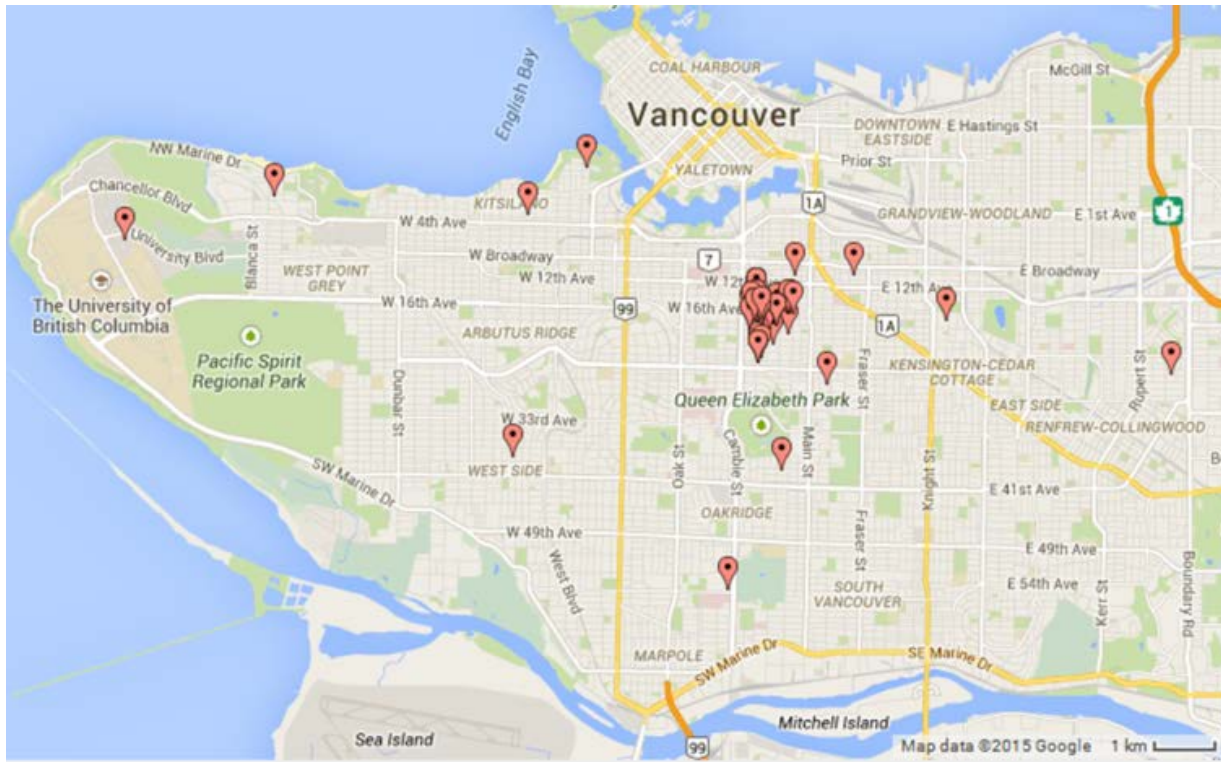 COAL HARBOUR
McGill St
English Bay
Vancouver
DOWNTOWN
EASTSIDE
E Hastings St
NW Marine Dr
YALETOWN
Prior St
Chancellor Blvd
KITSILANO
1A
GRANDVIEW-WOODLAND
E 1st Ave
1
W 4th Ave
University Blvd
Blanca St
W Broadway
7
WEST POINT
GREY
W 12th Ave
W 12th
E Broadway
E 12th Ave
The University of
British Columbia
W 16th Ave
99
W 16th Ave
ARBUTUS RIDGE
1A
Pacific Spirit
Regional Park
Fraser St
KENSINGTON-CEDAR
COTTAGE
Rupert St
Dunbar St
Queen Elizabeth Park
EAST SIDE
W 33rd Ave
RENFREW-COLLINGWOOD
Oak St
Cambie St
Main St
Knight St
WEST SIDE
SW Marine Dr
E 41st Ave
OAKRIDGE
W 49th Ave
Fraser St
E 49th Ave
West Blvd
SOUTH
VANCOUVER
E 54th Ave
Kerr St
Boundary Rd
MARPOLE
SW Marine Dr
SE Marine Dr
Mitchell Island
Sea Island
99
Map data ©2015 Google
1 km